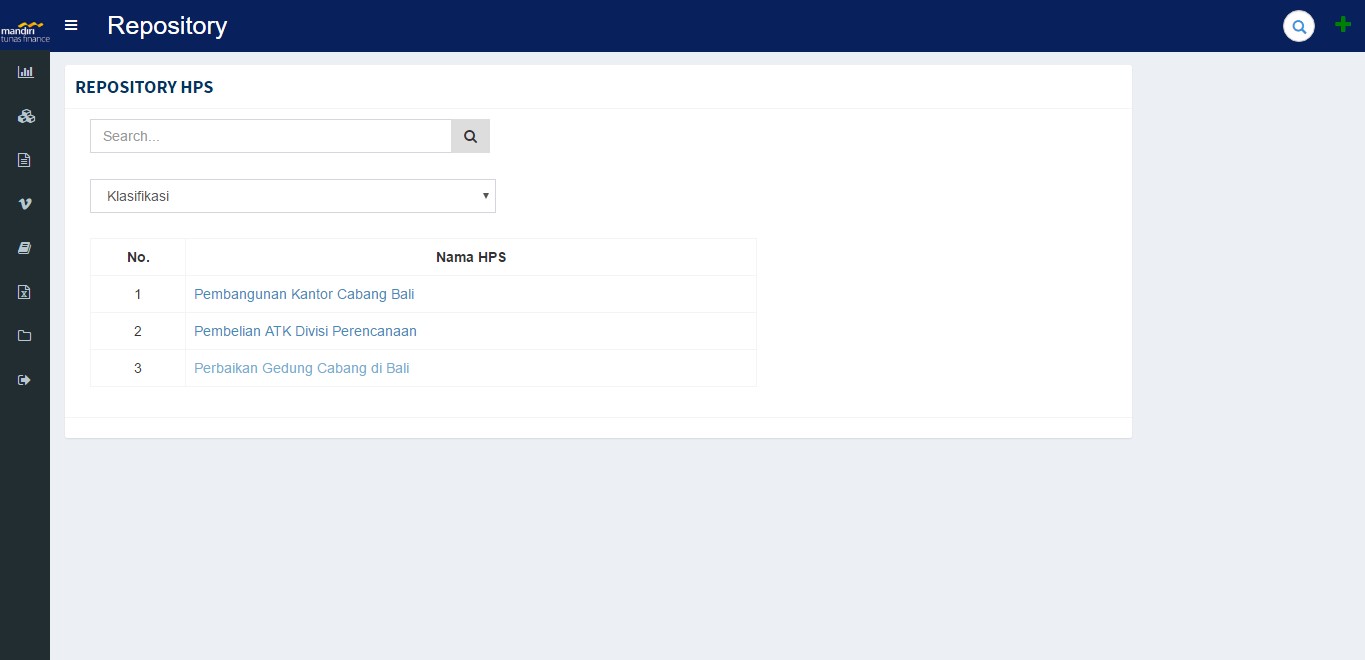 mandiri
tunas finance
Repository
REPOSITORY HPS
Search...
Klasifikasi
No. Nama HPS
1 Pembangunan Kantor Cabang Bali
2 Pembelian ATK Divisi Perencanaan
3 Perbaikan Gedung Cabang di Bali